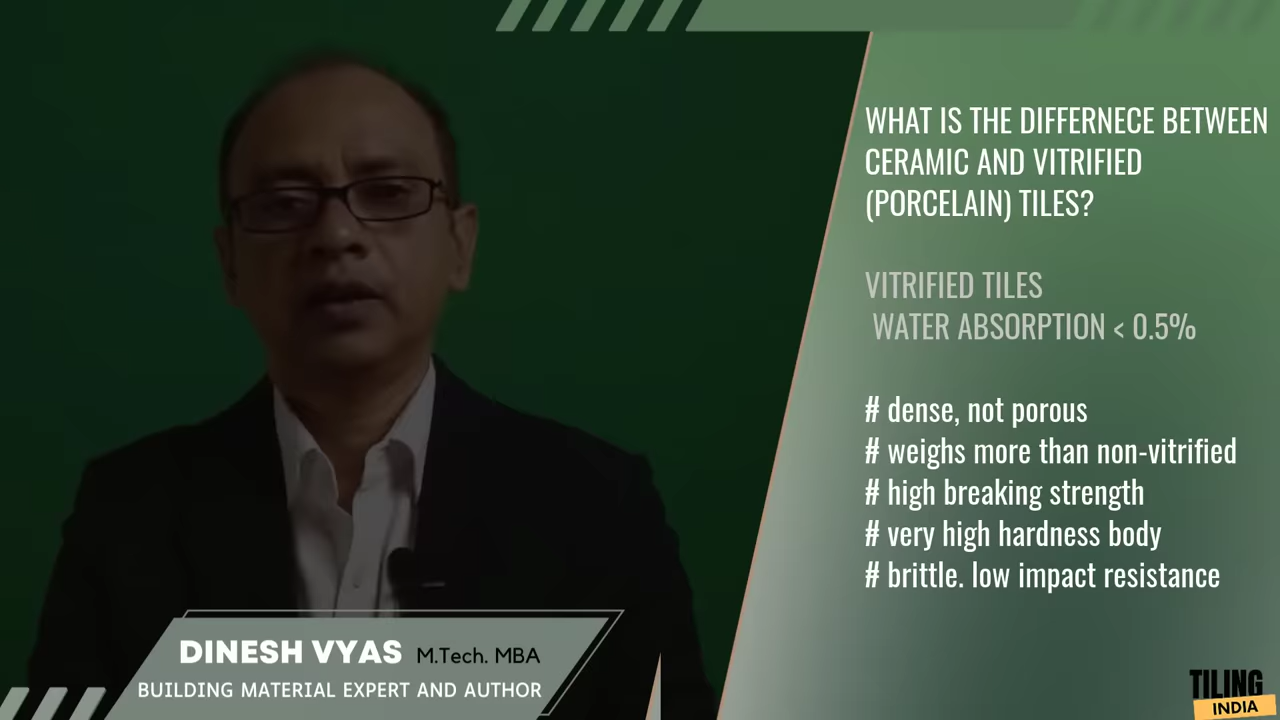 WHAT IS THE DIFFERNECE BETWEEN
CERAMIC AND VITRIFIED
(PORCELAIN) TILES?
VITRIFIED TILES
WATER ABSORPTION < 0.5%
# dense, not porous
# weighs more than non-vitrified
# high breaking strength
# very high hardness body
# brittle. low impact resistance
DINESH VYAS M.Tech. MBA
BUILDING MATERIAL EXPERT AND AUTHOR
TILING
INDIA